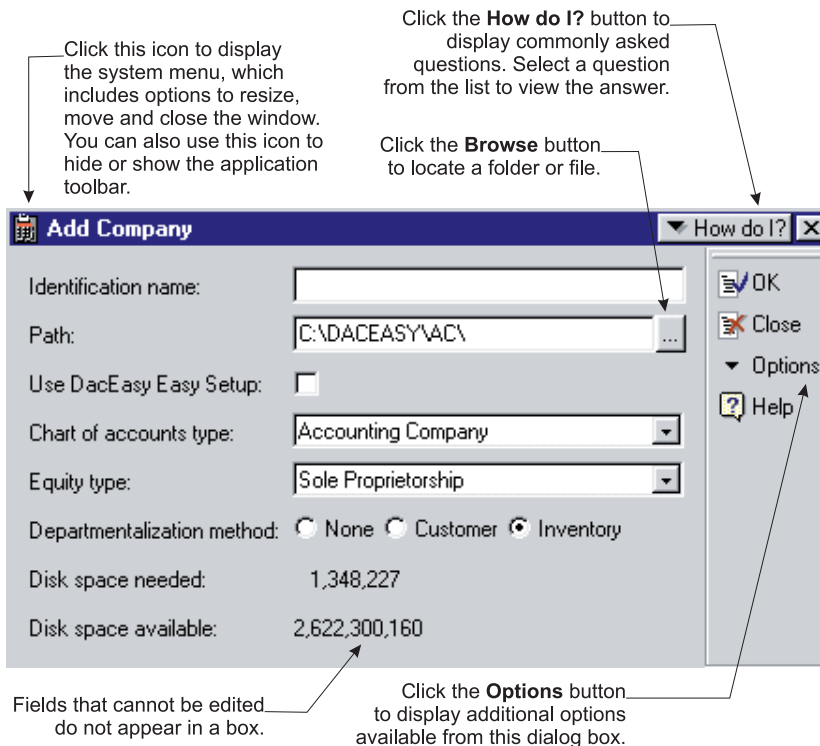 Click this icon to display
the system menu, which
includes options to resize,
move and close the window.
You can also use this icon to
hide or show the application
toolbar.
Click the How do I? button to
display commonly asked
questions. Select a question
from the list to view the answer.
Click the Browse button
to locate a folder or file.
Add Company
How do I?
Identification name:
Path: C:\DACEASY\AC\ ...
Use DacEasy Easy Setup:
Chart of accounts type: Accounting Company
Equity type: Sole Proprietorship
Departmentalization method: None Customer Inventory
Disk space needed: 1,348,227
Disk space available: 2,622,300,160
OK
Close
Options
Help
Fields that cannot be edited
do not appear in a box.
Click the Options button
to display additional options
available from this dialog box.